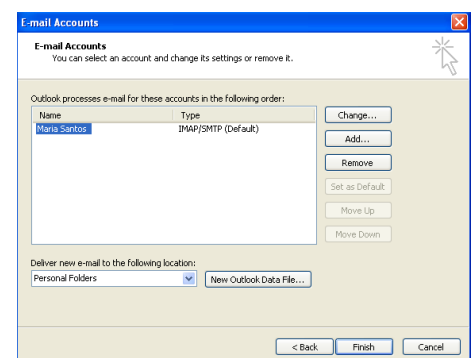 E-mail Accounts
E-mail Accounts
You can select an account and change its settings or remove it.
Outlook processes e-mail for these accounts in the following order:
Name Type
Maria Santos IMAP/SMTP (Default)
Change...
Add...
Remove
Set as Default
Move Up
Move Down
Deliver new e-mail to the following location:
Personal Folders New Outlook Data File...
< Back Finish Cancel